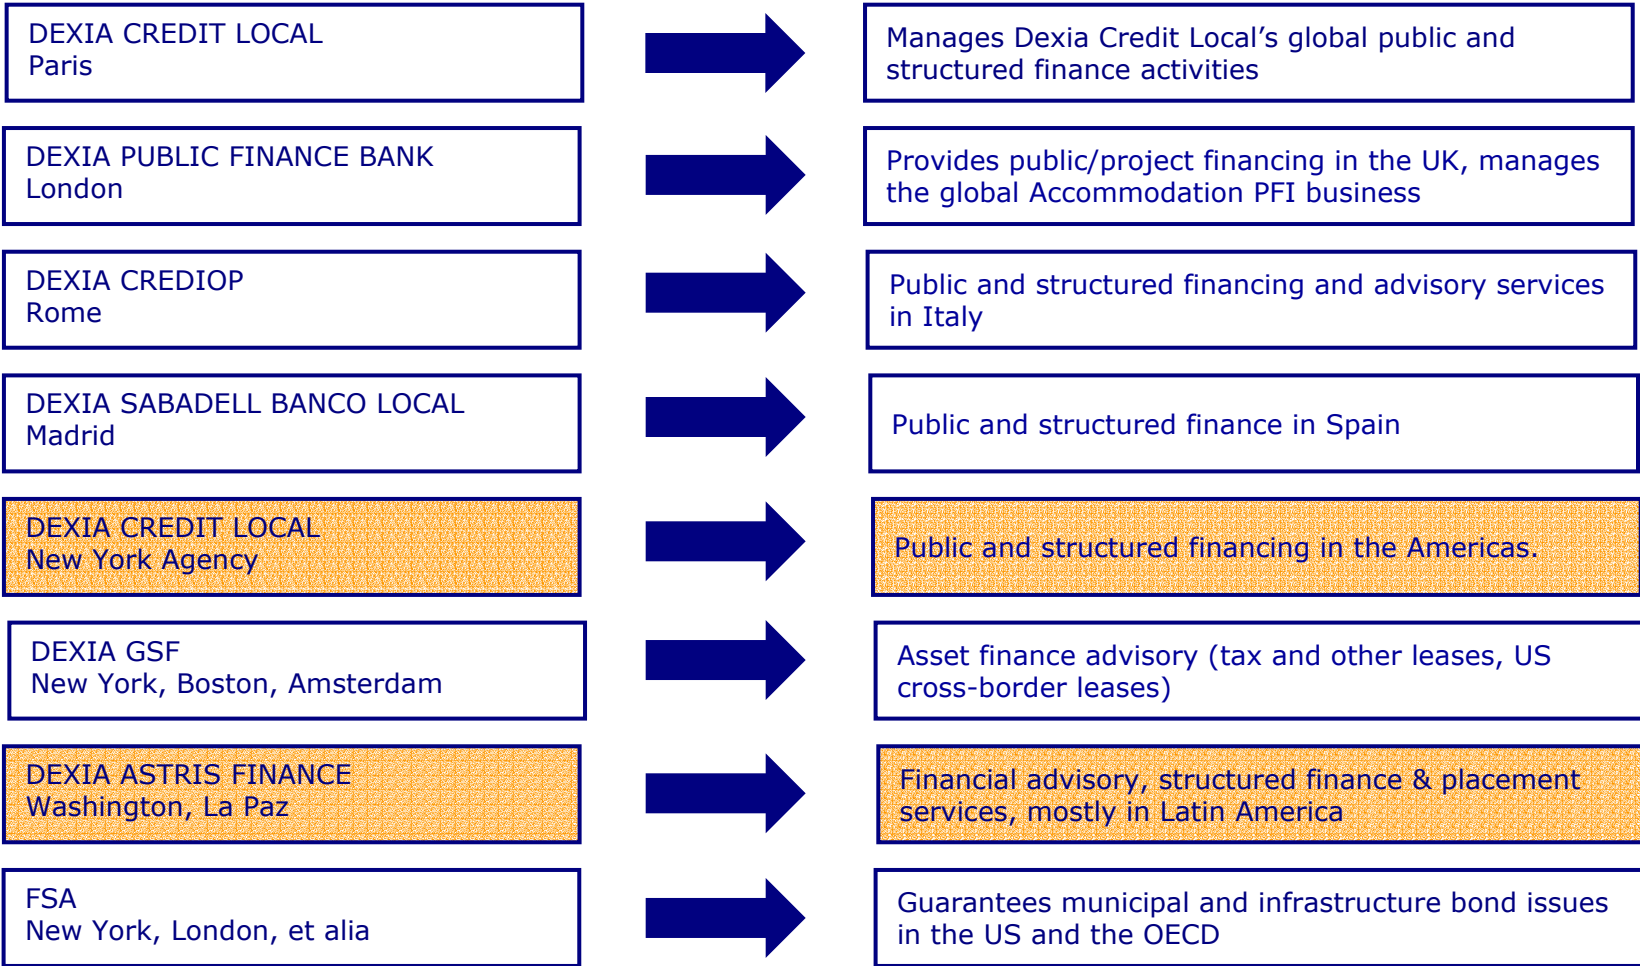 DEXIA CREDIT LOCAL
Paris
Manages Dexia Credit Local’s global public and
structured finance activities
DEXIA PUBLIC FINANCE BANK
London
Provides public/project financing in the UK, manages
the global Accommodation PFI business
DEXIA CREDIOP
Rome
Public and structured financing and advisory services
in Italy
DEXIA SABADELL BANCO LOCAL
Madrid
Public and structured finance in Spain
DEXIA CREDIT LOCAL
New York Agency
Public and structured financing in the Americas.
DEXIA GSF
New York, Boston, Amsterdam
Asset finance advisory (tax and other leases, US
cross-border leases)
DEXIA ASTRIS FINANCE
Washington, La Paz
Financial advisory, structured finance & placement
services, mostly in Latin America
FSA
New York, London, et alia
Guarantees municipal and infrastructure bond issues
in the US and the OECD